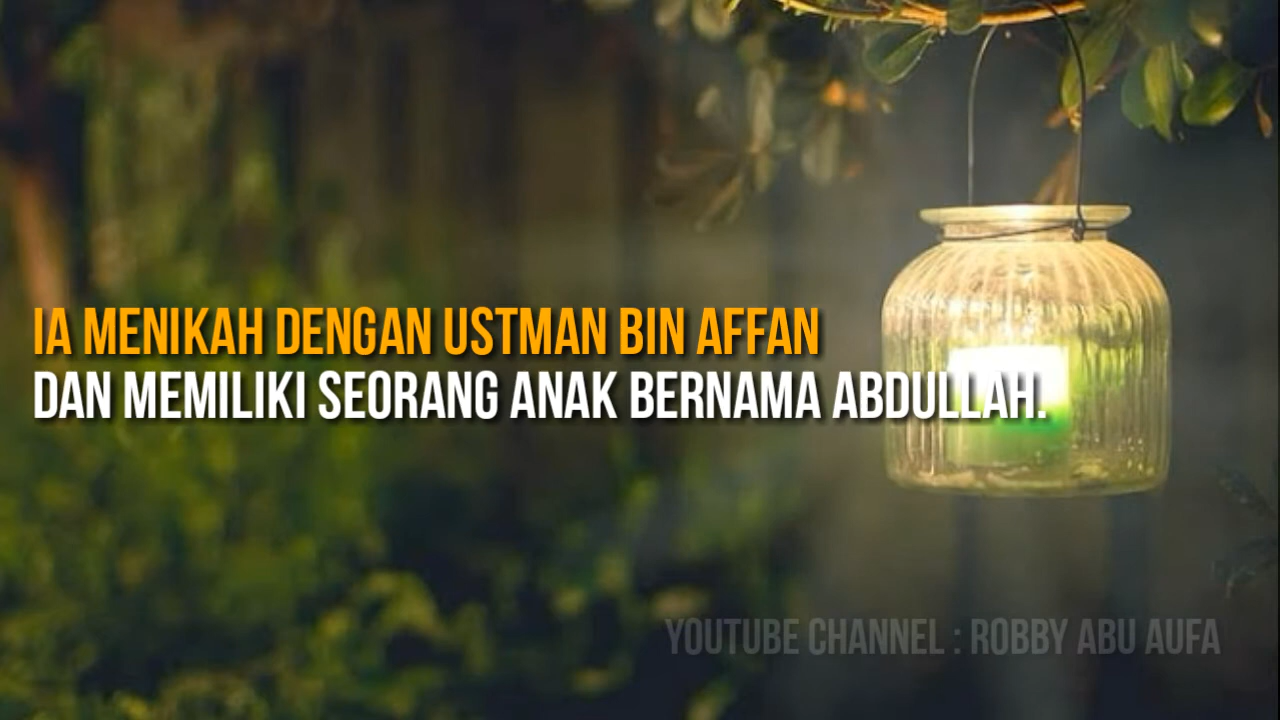 IA MENIKAH DENGAN USTMAN BIN AFFAN
DAN MEMILIKI SEORANG ANAK BERNAMA ABDULLAH.
YOUTUBE CHANNEL : ROBBY ABU AUFA